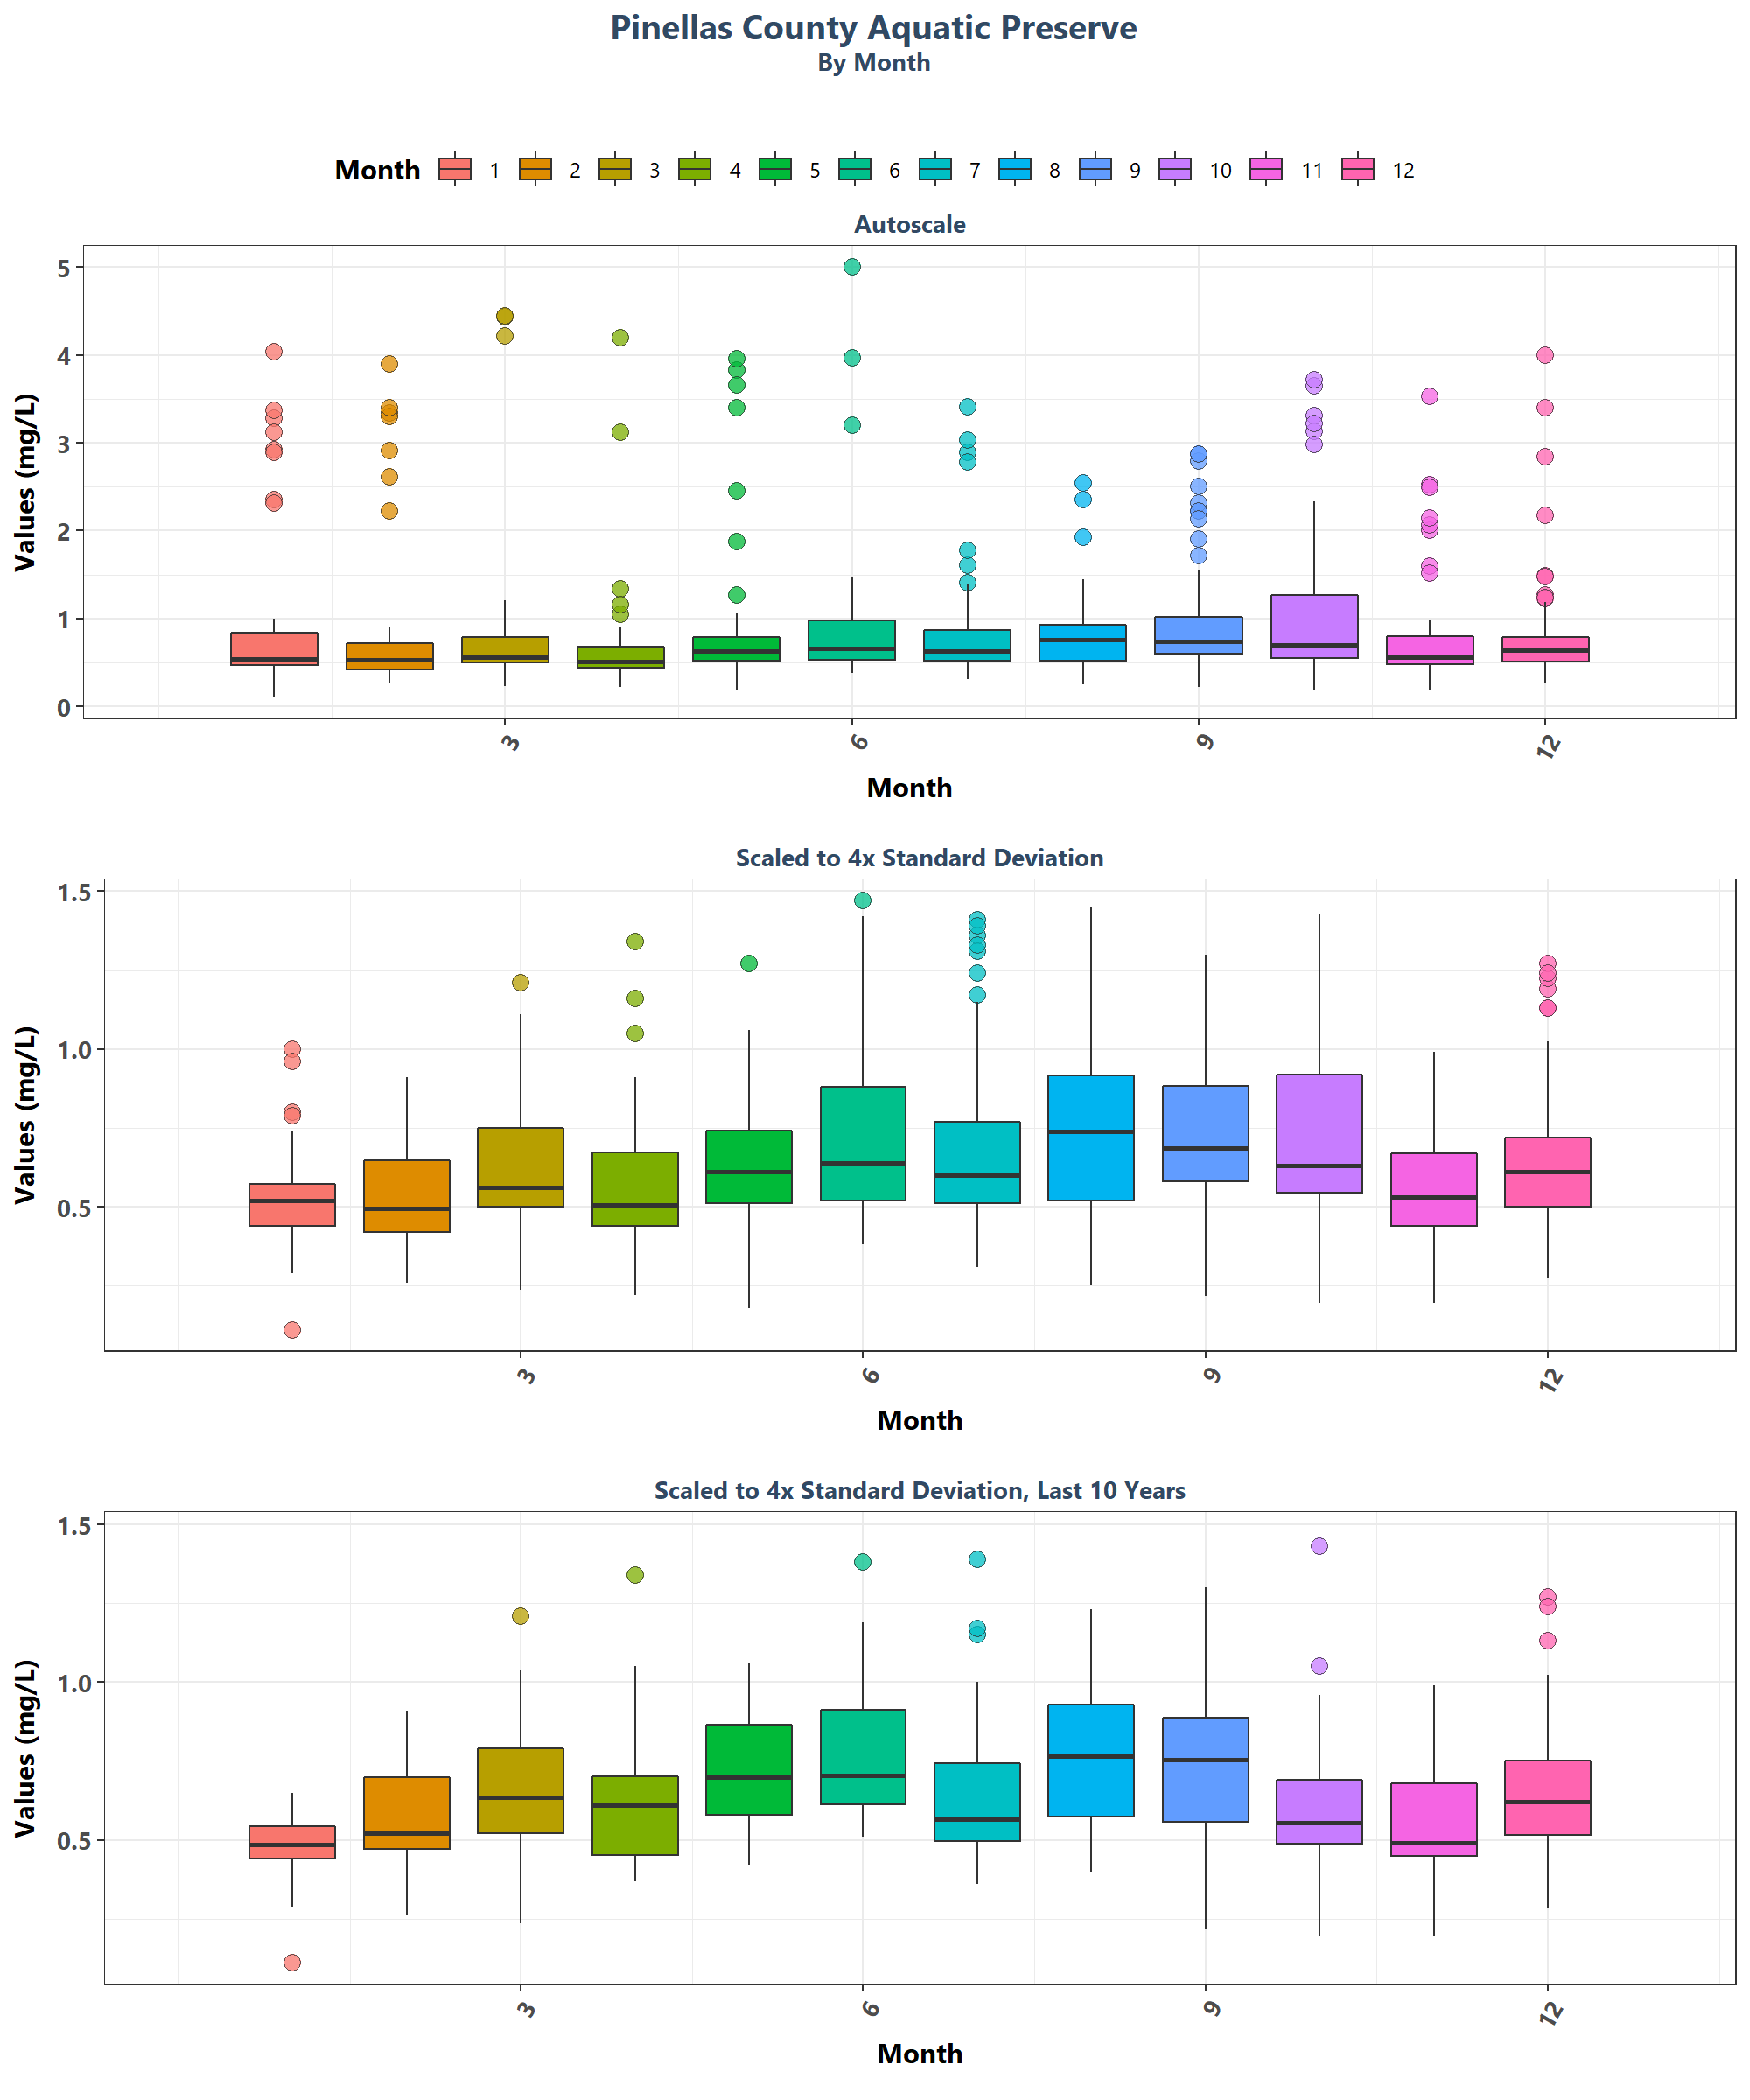 Pinellas County Aquatic Preserve
By Month
Month 1 2 3 4 5 6 7 8 9 10 11 12
Autoscale
Values (mg/L)
5
4
3
2
1
0
3 6 9 12
Month
Scaled to 4x Standard Deviation
Values (mg/L)
1.5
1.0
0.5
3 6 9 12
Month
Scaled to 4x Standard Deviation, Last 10 Years
Values (mg/L)
1.5
1.0
0.5
3 6 9 12
Month